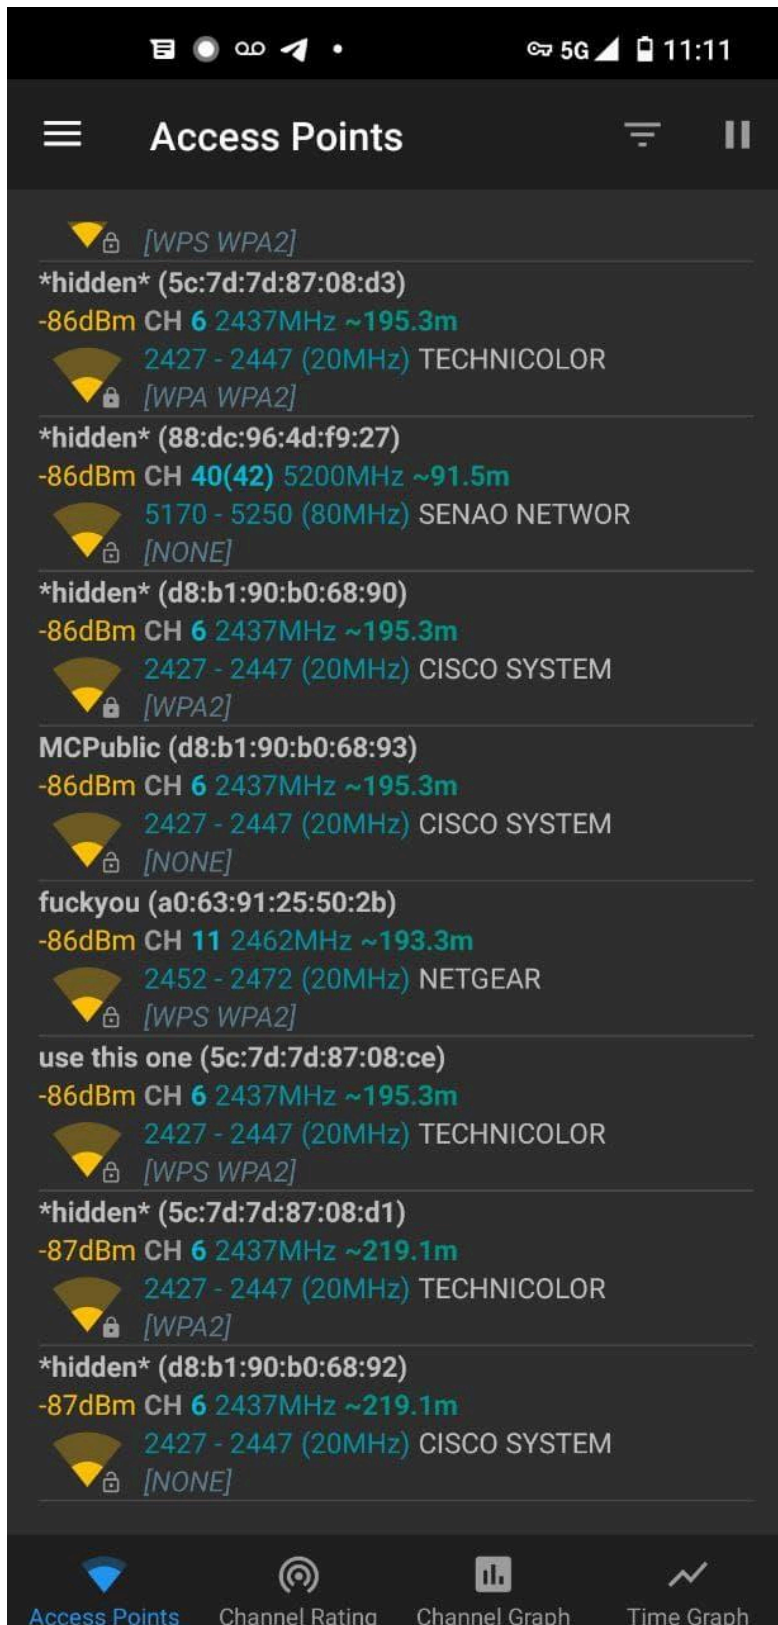 5G 11:11
Access Points
[WPS WPA2]
*hidden* (5c:7d:7d:87:08:d3)
-86dBm CH 6 2437MHz ~195.3m
2427 - 2447 (20MHz) TECHNICOLOR
[WPA WPA2]
*hidden* (88:dc:96:4d:f9:27)
-86dBm CH 40(42) 5200MHz ~91.5m
5170 - 5250 (80MHz) SENAO NETWOR
[NONE]
*hidden* (d8:b1:90:b0:68:90)
-86dBm CH 6 2437MHz ~195.3m
2427 - 2447 (20MHz) CISCO SYSTEM
[WPA2]
MCPublic (d8:b1:90:b0:68:93)
-86dBm CH 6 2437MHz ~195.3m
2427 - 2447 (20MHz) CISCO SYSTEM
[NONE]
fuckyou (a0:63:91:25:50:2b)
-86dBm CH 11 2462MHz ~193.3m
2452 - 2472 (20MHz) NETGEAR
[WPS WPA2]
use this one (5c:7d:7d:87:08:ce)
-86dBm CH 6 2437MHz ~195.3m
2427 - 2447 (20MHz) TECHNICOLOR
[WPS WPA2]
*hidden* (5c:7d:7d:87:08:d1)
-87dBm CH 6 2437MHz ~219.1m
2427 - 2447 (20MHz) TECHNICOLOR
[WPA2]
*hidden* (d8:b1:90:b0:68:92)
-87dBm CH 6 2437MHz ~219.1m
2427 - 2447 (20MHz) CISCO SYSTEM
[NONE]
Access Points Channel Rating Channel Graph Time Graph